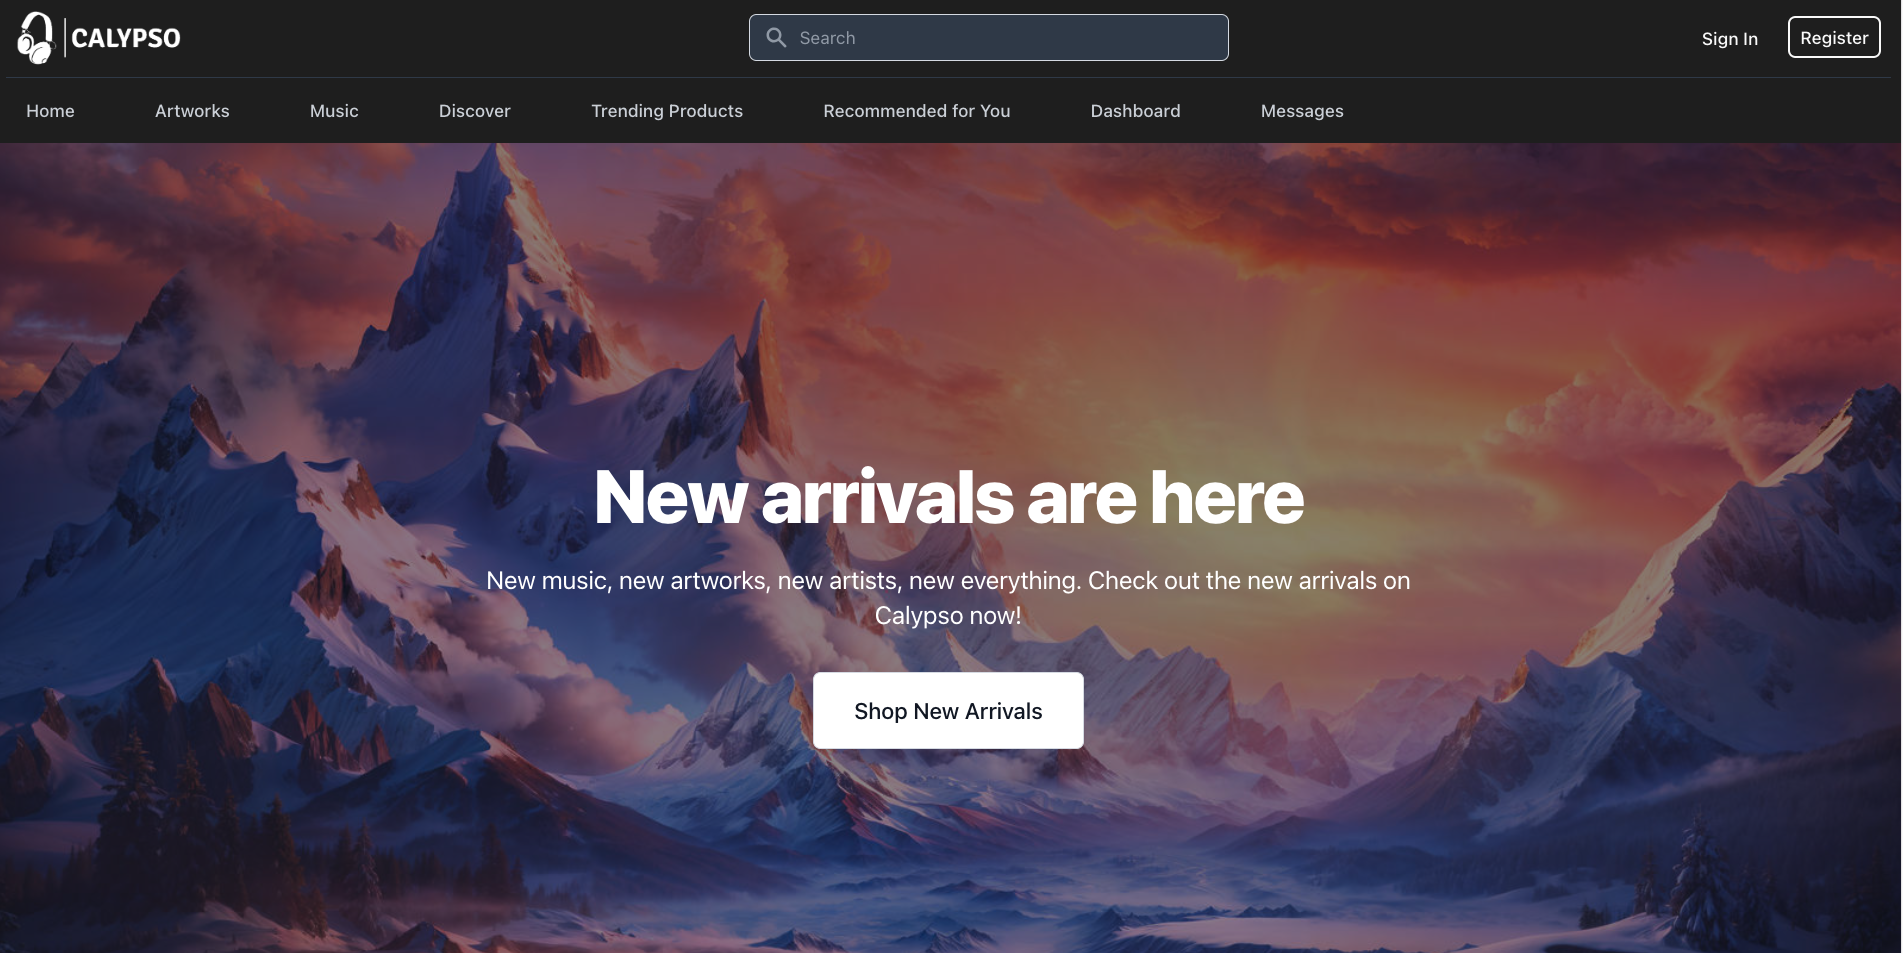 CALYPSO
Search
Sign In
Register
Home
Artworks
Music
Discover
Trending Products
Recommended for You
Dashboard
Messages
New arrivals are here
New music, new artworks, new artists, new everything. Check out the new arrivals on
Calypso now!
Shop New Arrivals